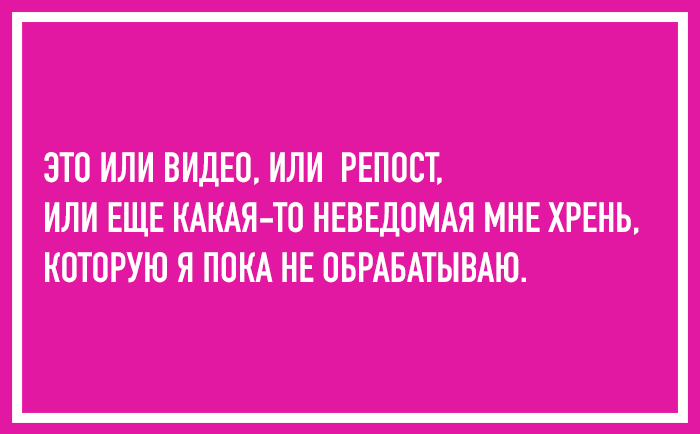 ЭТО ИЛИ ВИДЕО, ИЛИ  РЕПОСТ,
ИЛИ ЕЩЕ КАКАЯ-ТО НЕВЕДОМАЯ МНЕ ХРЕНЬ,
КОТОРУЮ Я ПОКА НЕ ОБРАБАТЫВАЮ.